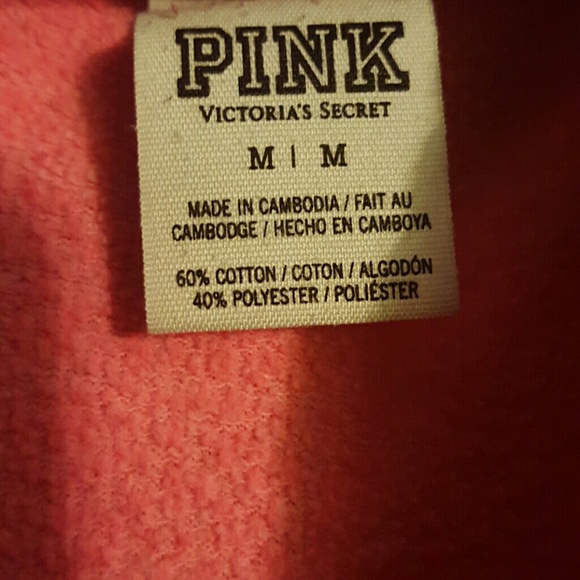 PINK
VICTORIA'S SECRET
M | M
MADE IN CAMBODIA / FAIT AU
CAMBODGE / HECHO EN CAMBOYA
60% COTTON / COTON / ALGODÓN
40% POLYESTER / POLIÉSTER